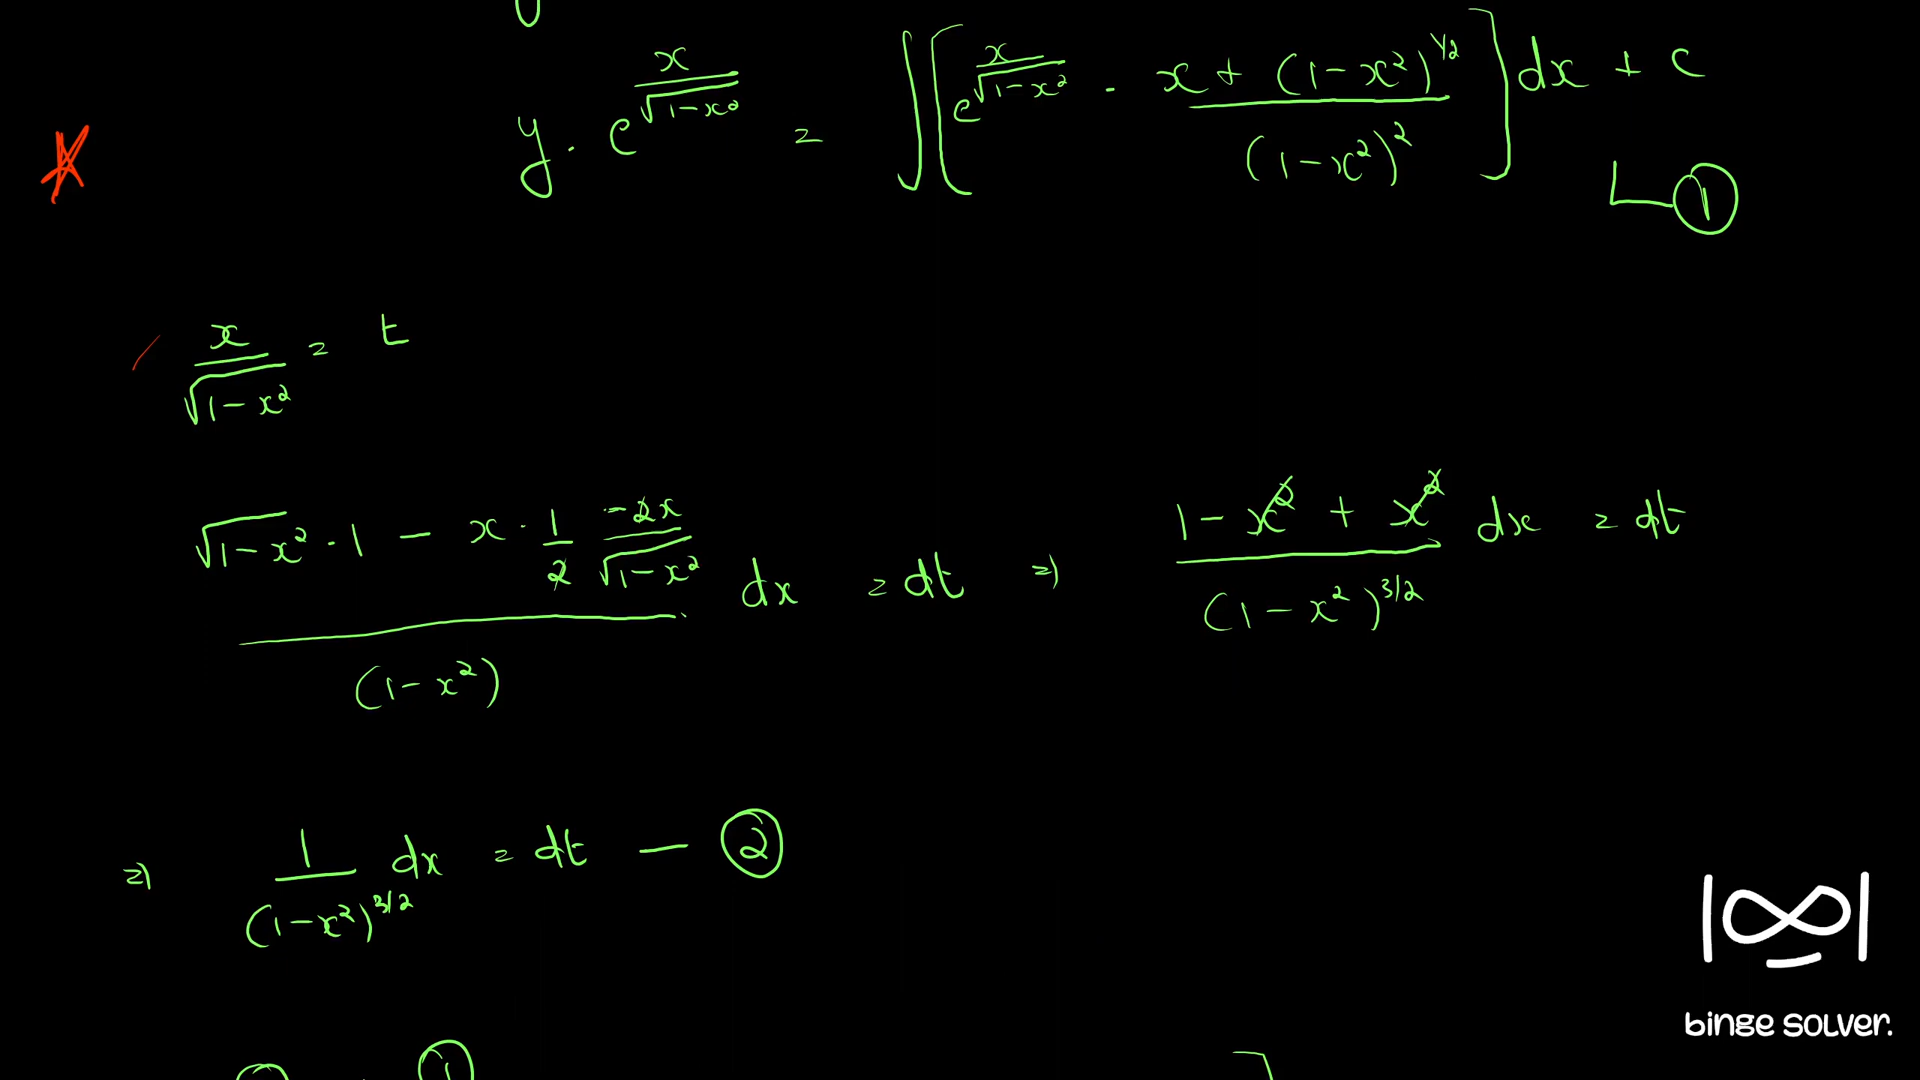 y · e^{x/√(1-x²)} = ∫[e^{x/√(1-x²)} · x + (1-x²)^{1/2} / (1-x²)²] dx + c
①
x/√(1-x²) = t
(√(1-x²) · 1 - x · 1/2 · -2x/√(1-x²)) / (1-x²) dx = dt ⇒ (1 - x² + x²)/(1-x²)^{3/2} dx = dt
⇒ 1/(1-x²)^{3/2} dx = dt — ②
binge solver.